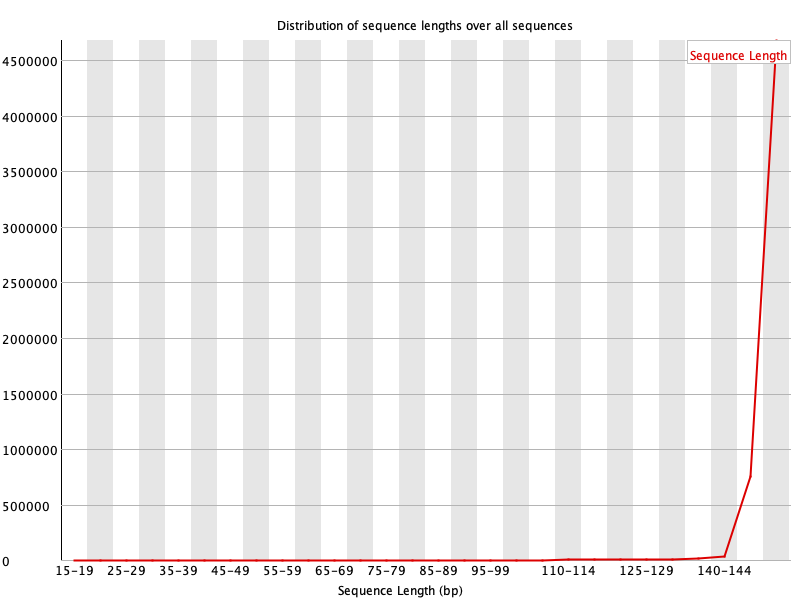 Distribution of sequence lengths over all sequences
Sequence Length
4500000
4000000
3500000
3000000
2500000
2000000
1500000
1000000
500000
0
15-19 25-29 35-39 45-49 55-59 65-69 75-79 85-89 95-99 110-114 125-129 140-144
Sequence Length (bp)